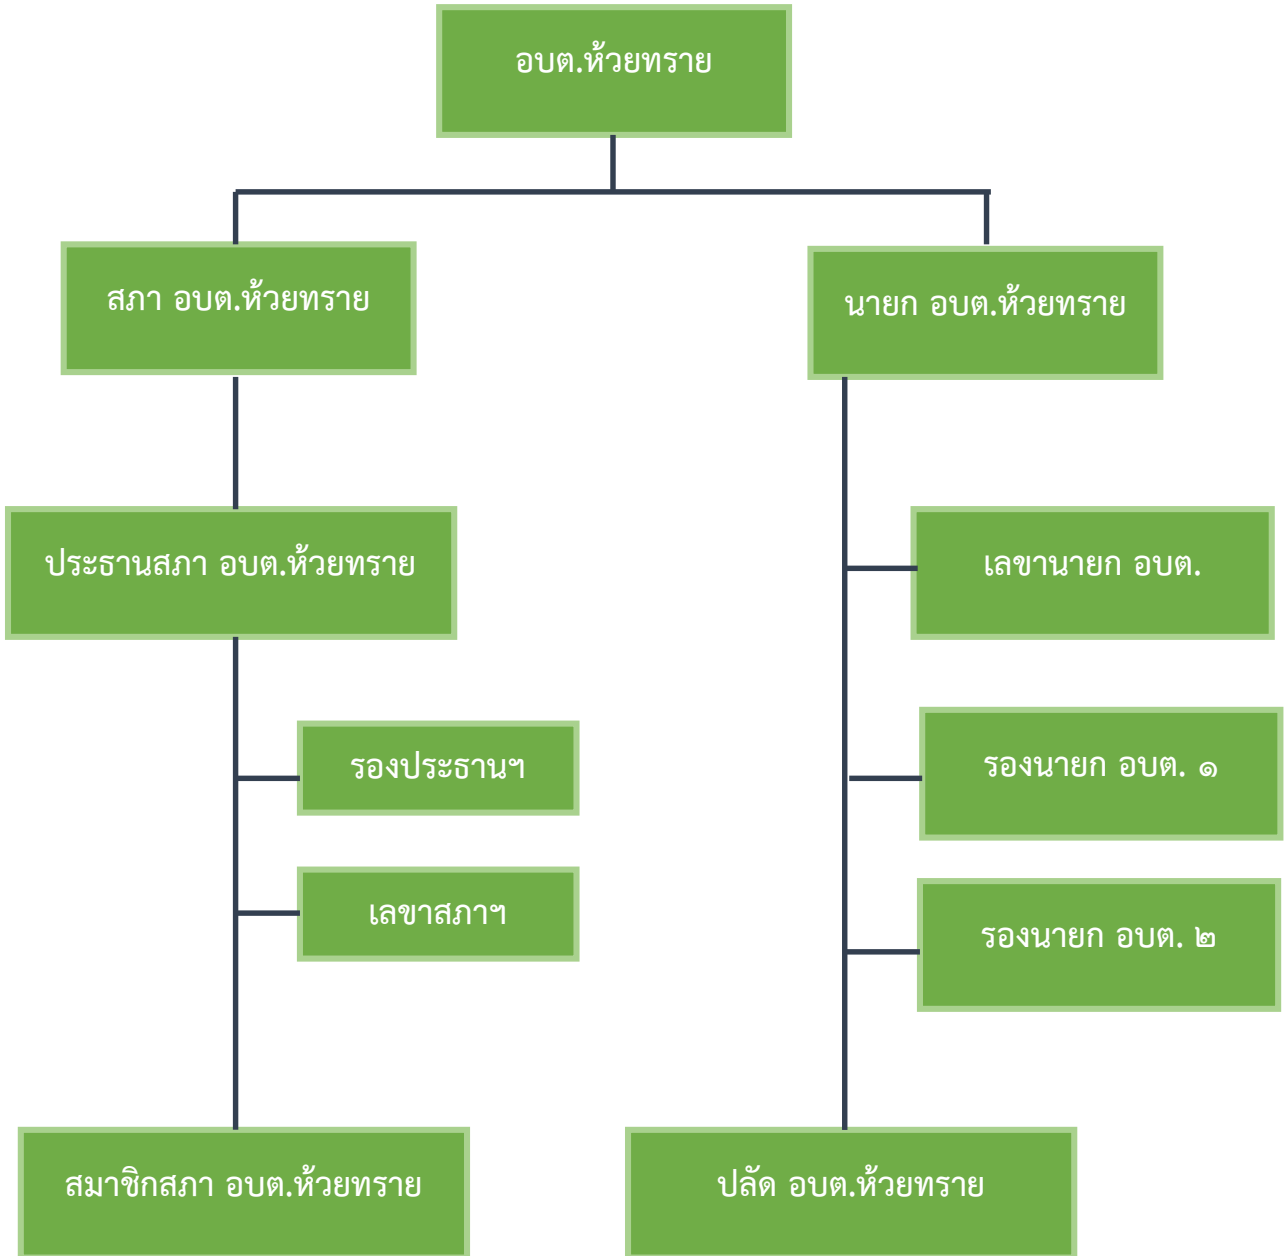 อบต.ห้วยทราย
สภา อบต.ห้วยทราย
นายก อบต.ห้วยทราย
ประธานสภา อบต.ห้วยทราย
เลขานายก อบต.
รองประธานฯ
รองนายก อบต. ๑
เลขาสภาฯ
รองนายก อบต. ๒
สมาชิกสภา อบต.ห้วยทราย
ปลัด อบต.ห้วยทราย